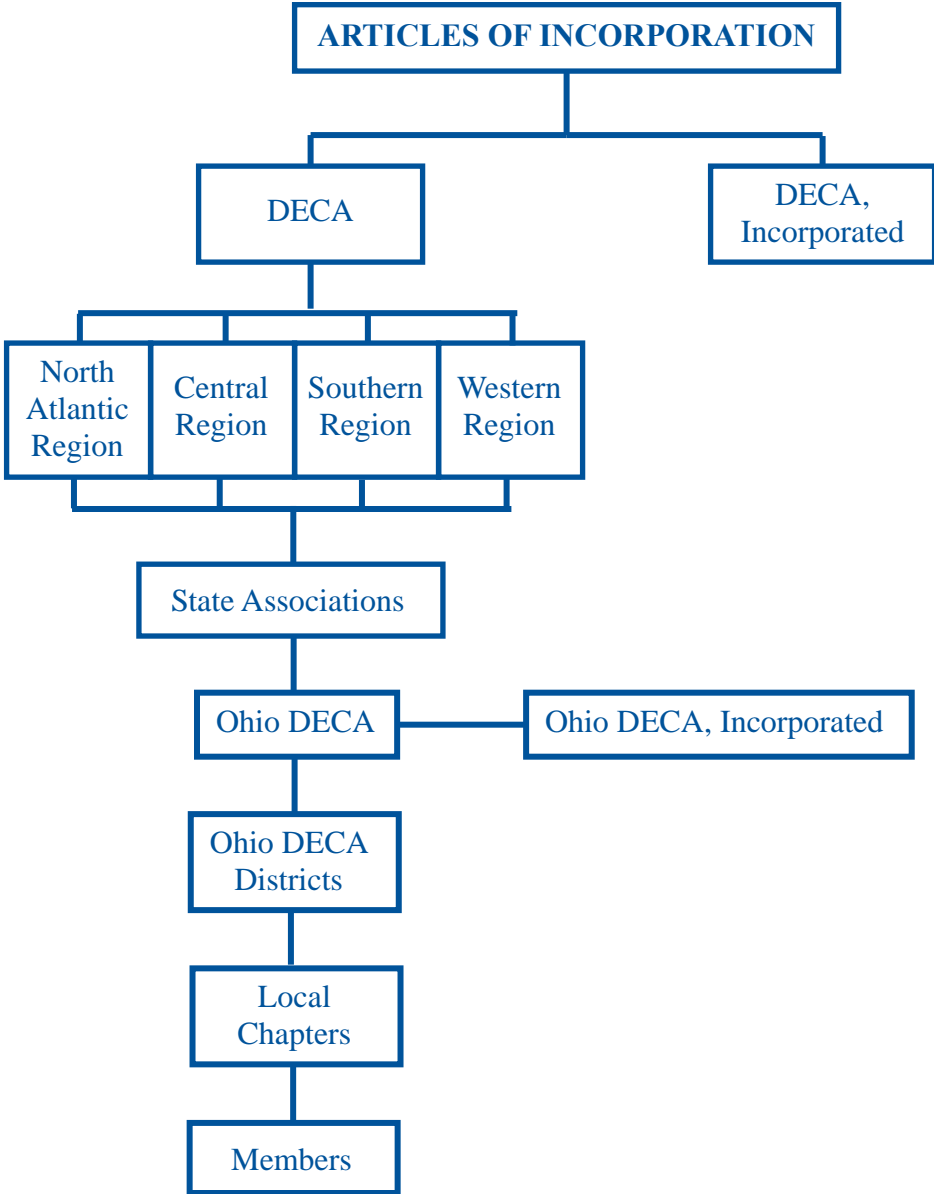 ARTICLES OF INCORPORATION
DECA
DECA,
Incorporated
North
Atlantic
Region
Central
Region
Southern
Region
Western
Region
State Associations
Ohio DECA
Ohio DECA, Incorporated
Ohio DECA
Districts
Local
Chapters
Members